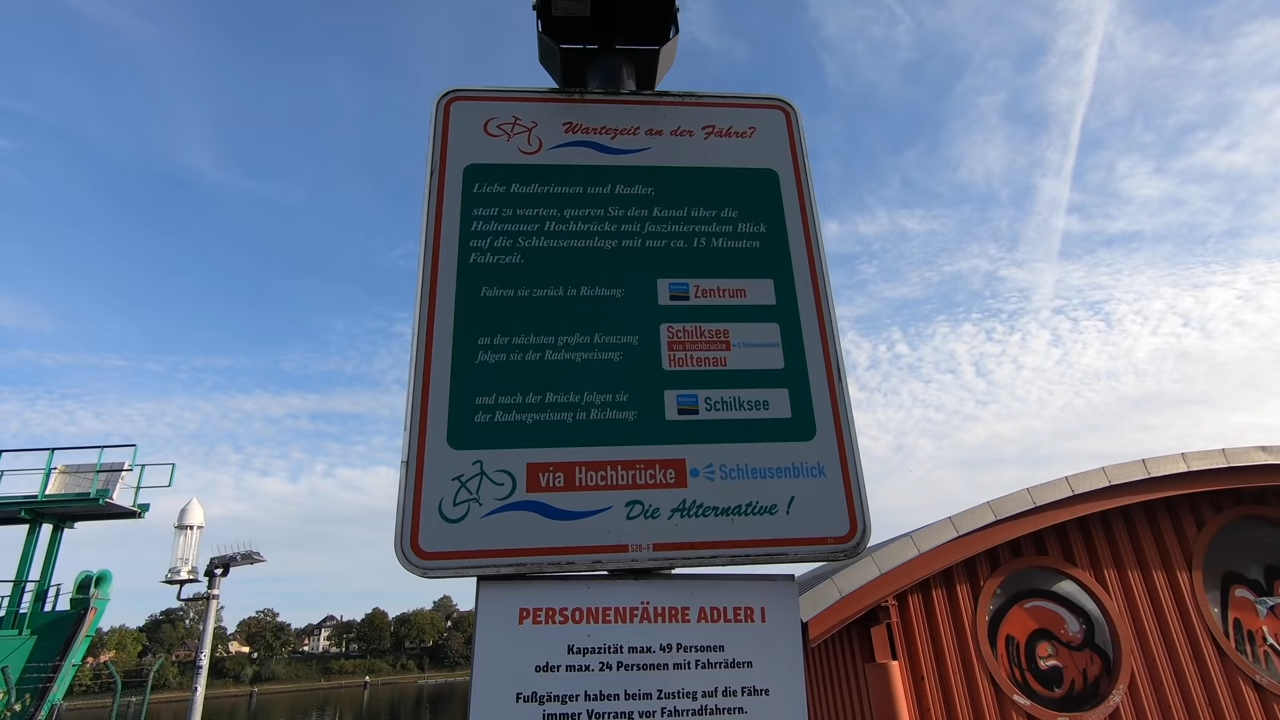 Wartezeit an der Fähre?
Liebe Radlerinnen und Radler,
statt zu warten, queren Sie den Kanal über die
Holtenauer Hochbrücke mit faszinierendem Blick
auf die Schleusenanlage mit nur ca. 15 Minuten
Fahrzeit.
Fahren sie zurück in Richtung:
Zentrum
an der nächsten großen Kreuzung
folgen sie der Radwegweisung:
Schilksee
via Hochbrücke
Schleusenblick
Holtenau
und nach der Brücke folgen sie
der Radwegweisung in Richtung:
Schilksee
via Hochbrücke Schleusenblick
Die Alternative !
528-F
PERSONENFÄHRE ADLER I
Kapazität max. 49 Personen
oder max. 24 Personen mit Fahrrädern
Fußgänger haben beim Zustieg auf die Fähre
immer Vorrang vor Fahrradfahrern.